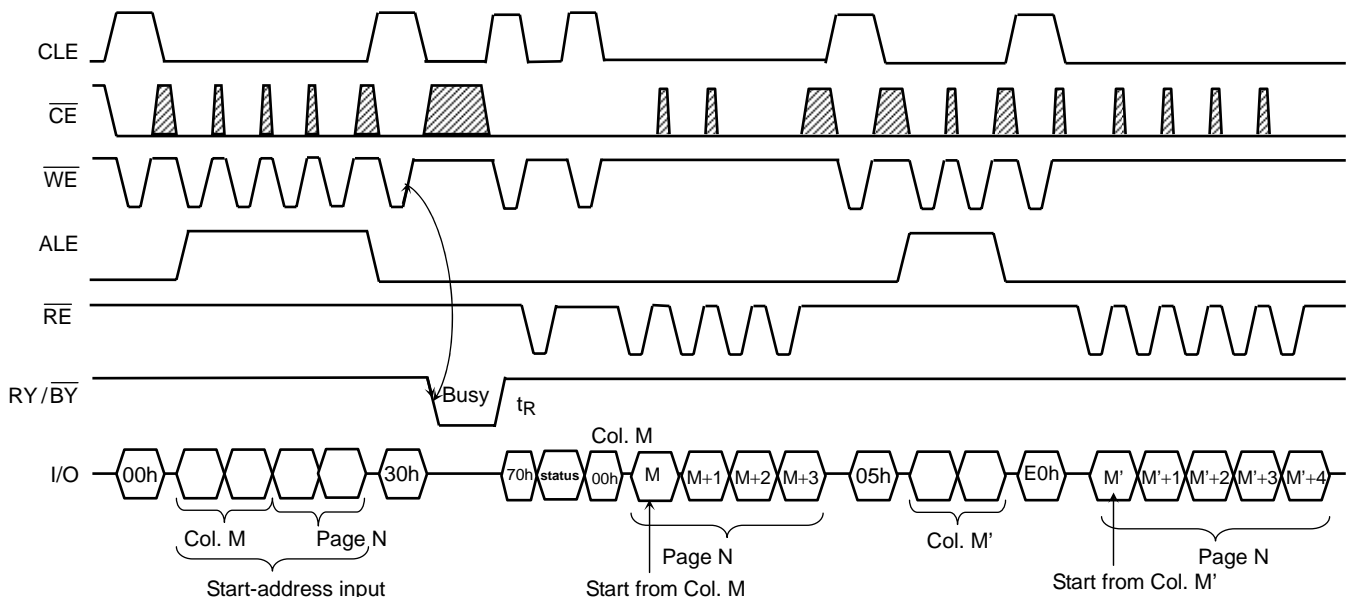 CLE
CE
WE
ALE
RE
RY/BY
Busy
tR
Col. M
I/O
00h
30h
70h
status
00h
M
M+1
M+2
M+3
05h
E0h
M'
M'+1
M'+2
M'+3
M'+4
Col. M
Page N
Start-address input
Page N
Start from Col. M
Col. M'
Page N
Start from Col. M'